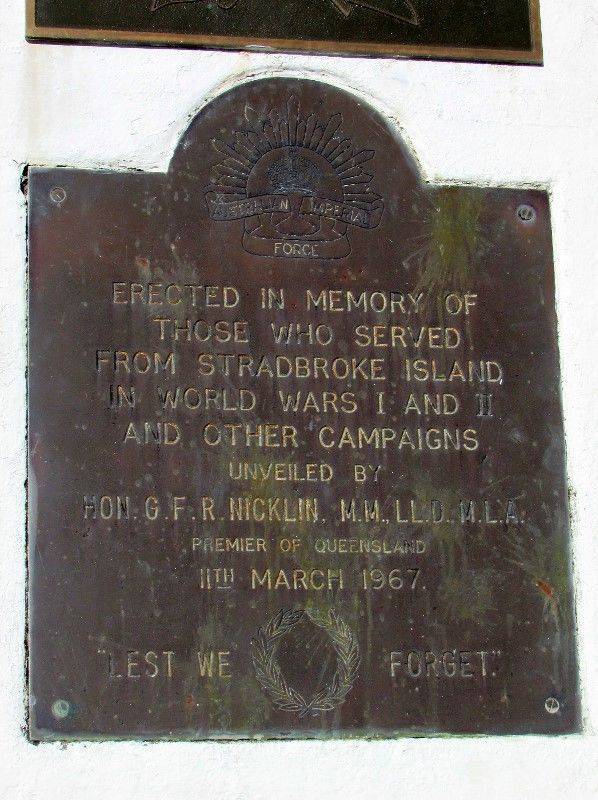 AUSTRALIAN IMPERIAL
FORCE
ERECTED IN MEMORY OF
THOSE WHO SERVED
FROM STRADBROKE ISLAND
IN WORLD WARS I AND II
AND OTHER CAMPAIGNS
UNVEILED BY
HON. G. F. R. NICKLIN, M.M., LL.D. M.L.A.
PREMIER OF QUEENSLAND
11TH MARCH 1967.
"LEST WE FORGET."